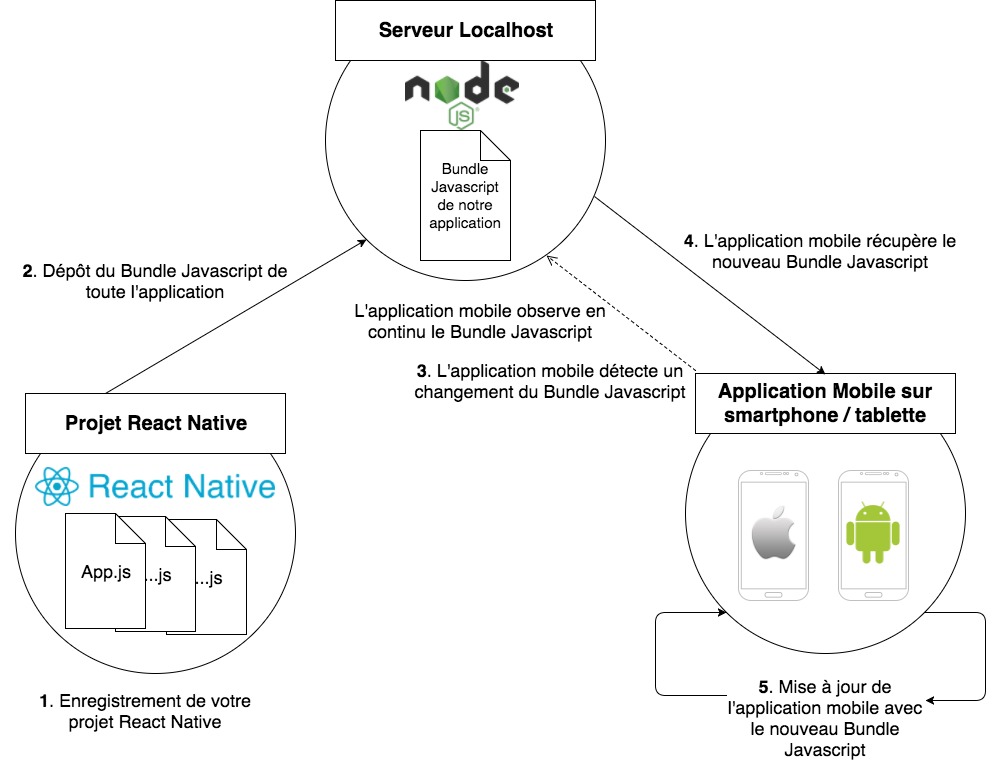 Serveur Localhost
node
JS
Bundle
Javascript
de notre
application
2. Dépôt du Bundle Javascript de
toute l'application
4. L'application mobile récupère le
nouveau Bundle Javascript
L'application mobile observe en
continu le Bundle Javascript
3. L'application mobile détecte un
changement du Bundle Javascript
Projet React Native
React Native
App.js
...js
...js
1. Enregistrement de votre
projet React Native
Application Mobile sur
smartphone / tablette
5. Mise à jour de
l'application mobile avec
le nouveau Bundle
Javascript